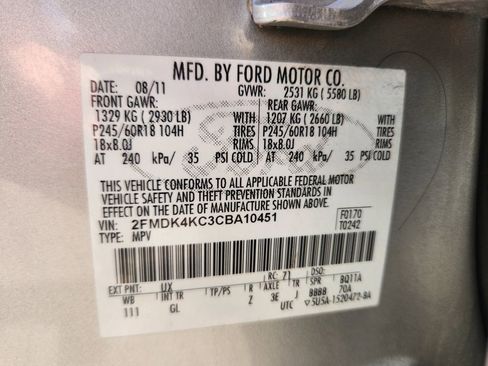 MFD. BY FORD MOTOR CO.
DATE: 08/11 GVWR: 2531 KG ( 5580 LB)
FRONT GAWR: REAR GAWR:
1329 KG ( 2930 LB) WITH 1207 KG ( 2660 LB) WITH
P245/60R18 104H TIRES P245/60R18 104H TIRES
18x8.0J RIMS 18x8.0J RIMS
AT 240 kPa/ 35 PSI COLD AT 240 kPa/ 35 PSI COLD
THIS VEHICLE CONFORMS TO ALL APPLICABLE FEDERAL MOTOR
VEHICLE SAFETY AND THEFT PREVENTION STANDARDS IN
EFFECT ON THE DATE OF MANUFACTURE SHOWN ABOVE.
VIN: 2FMDK4KC3CBA10451 F0170
TYPE: MPV T0242
EXT PNT: UX RC: 71 DSO:
WB INT TR TP/PS R AXLE TR SPR BQ11A
111 GL Z 3E J BBBB 70A
UTC 5U5A-1520472-BA